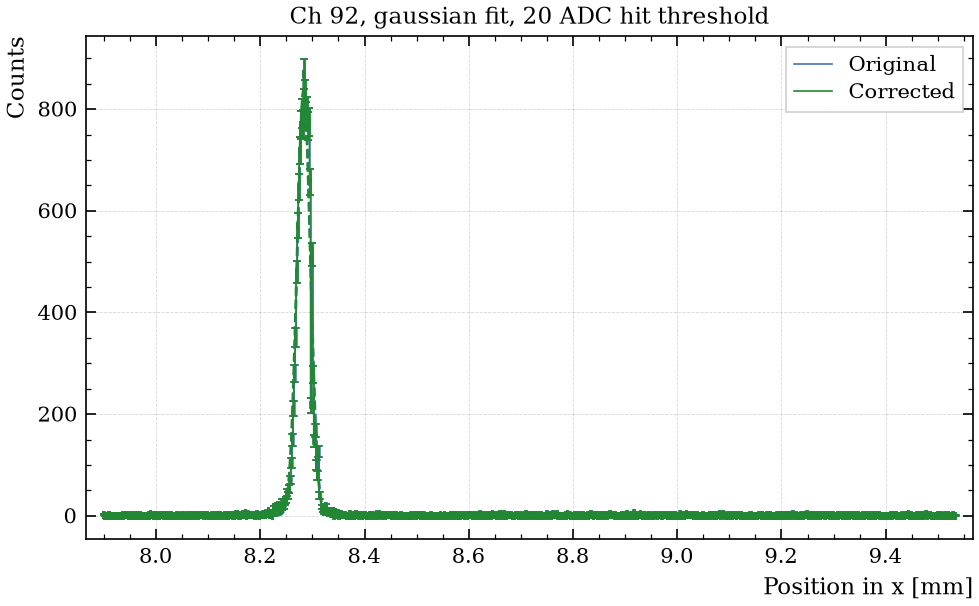 Ch 92, gaussian fit, 20 ADC hit threshold
Counts
Original
Corrected
800
600
400
200
0
8.0 8.2 8.4 8.6 8.8 9.0 9.2 9.4
Position in x [mm]